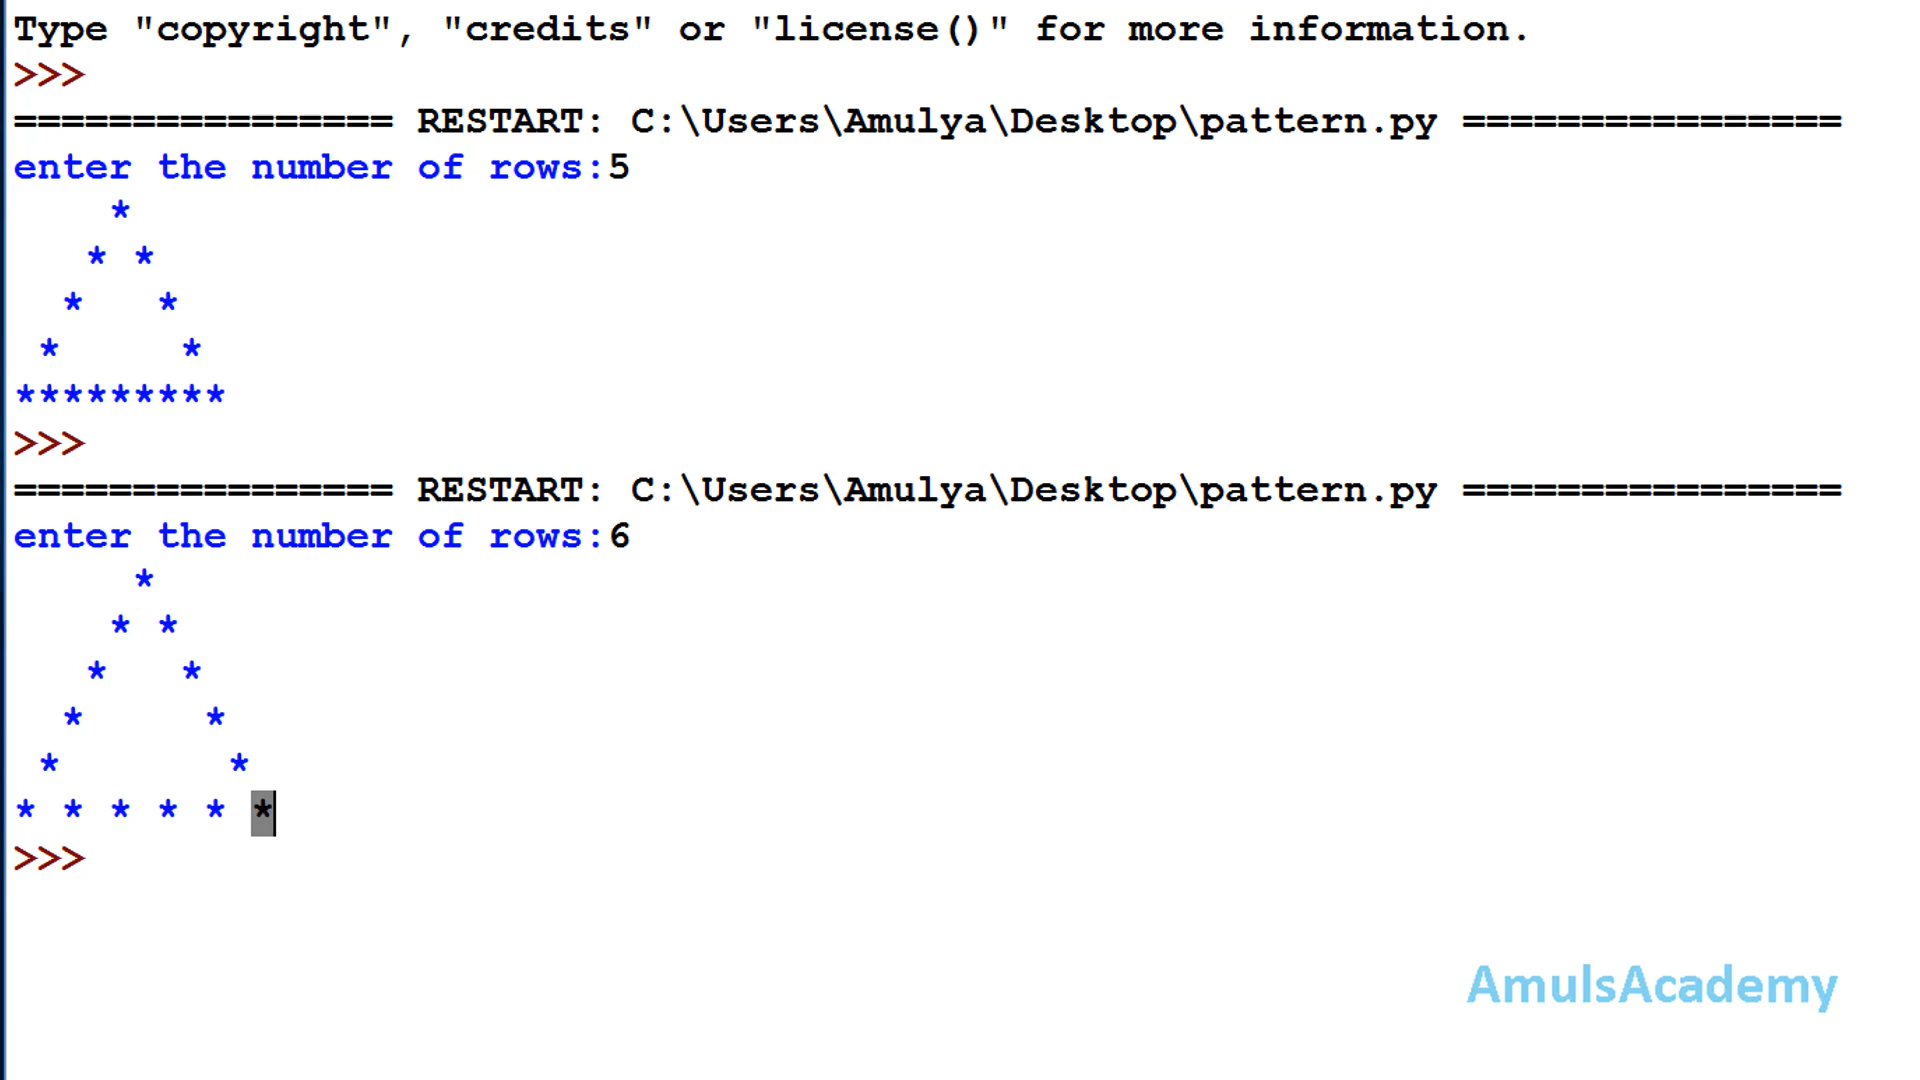 Type "copyright", "credits" or "license()" for more information.
>>>
================ RESTART: C:\Users\Amulya\Desktop\pattern.py ================
enter the number of rows:5
    *
   * *
  *   *
 *     *
*********
>>>
================ RESTART: C:\Users\Amulya\Desktop\pattern.py ================
enter the number of rows:6
     *
    * *
   *   *
  *     *
 *       *
* * * * * *
>>>
AmulsAcademy